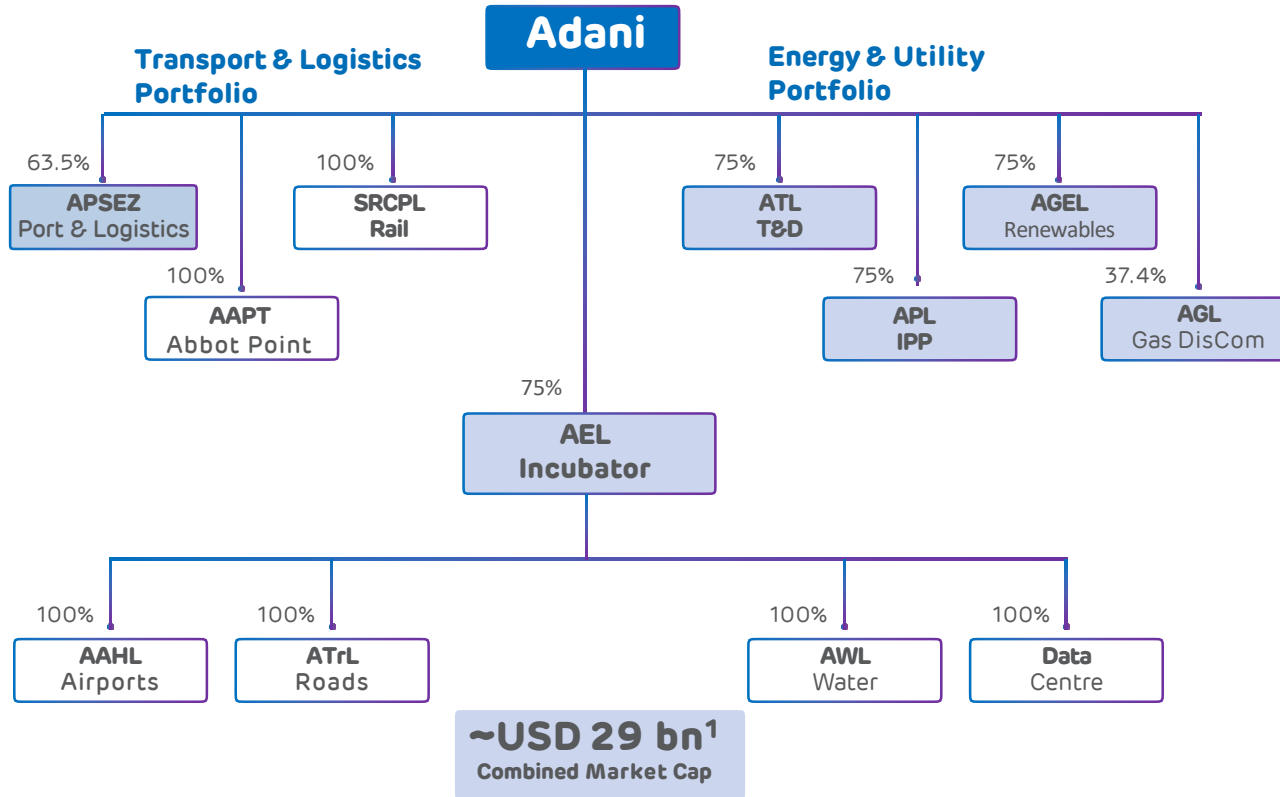 Adani
Transport & Logistics
Portfolio
Energy & Utility
Portfolio
63.5%
APSEZ
Port & Logistics
100%
AAPT
Abbot Point
100%
SRCPL
Rail
75%
ATL
T&D
75%
APL
IPP
75%
AGEL
Renewables
37.4%
AGL
Gas DisCom
75%
AEL
Incubator
100%
AAHL
Airports
100%
ATrL
Roads
100%
AWL
Water
100%
Data
Centre
~USD 29 bn¹
Combined Market Cap